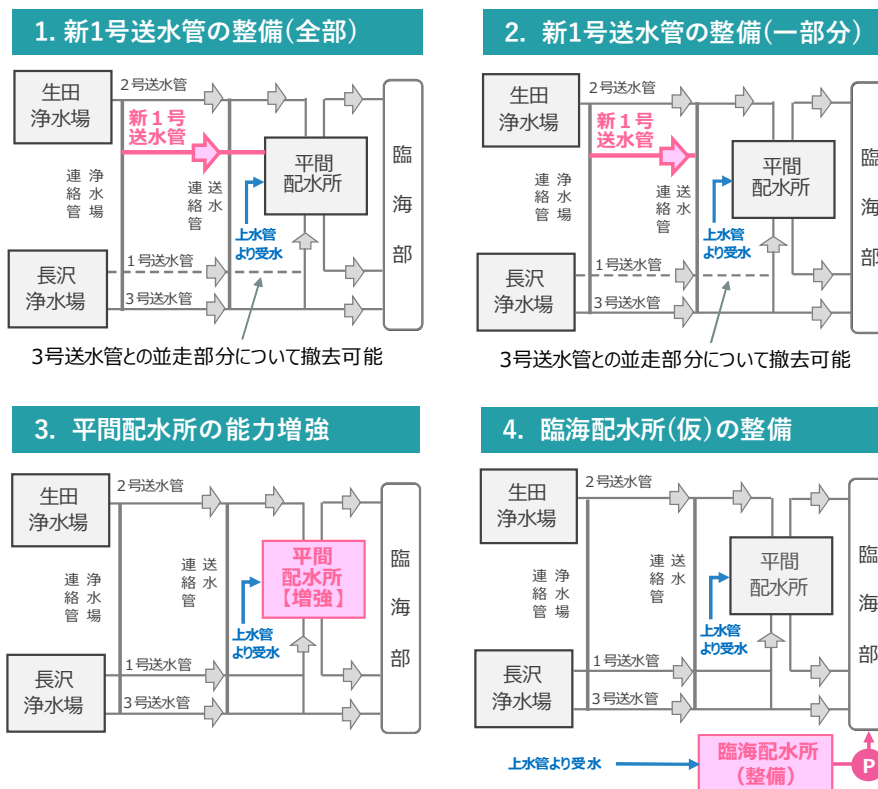 1. 新1号送水管の整備(全部)
生田
浄水場
2号送水管
新1号
送水管
浄水場
連絡管
送水
連絡管
平間
配水所
上水管
より受水
臨海部
長沢
浄水場
1号送水管
3号送水管
3号送水管との並走部分について撤去可能
2. 新1号送水管の整備(一部分)
生田
浄水場
2号送水管
新1号
送水管
浄水場
連絡管
送水
連絡管
平間
配水所
上水管
より受水
臨海部
長沢
浄水場
1号送水管
3号送水管
3号送水管との並走部分について撤去可能
3. 平間配水所の能力増強
生田
浄水場
2号送水管
浄水場
連絡管
送水
連絡管
平間
配水所
【増強】
上水管
より受水
臨海部
長沢
浄水場
1号送水管
3号送水管
4. 臨海配水所(仮)の整備
生田
浄水場
2号送水管
浄水場
連絡管
送水
連絡管
平間
配水所
上水管
より受水
臨海部
長沢
浄水場
1号送水管
3号送水管
上水管より受水
臨海配水所
(整備)
P